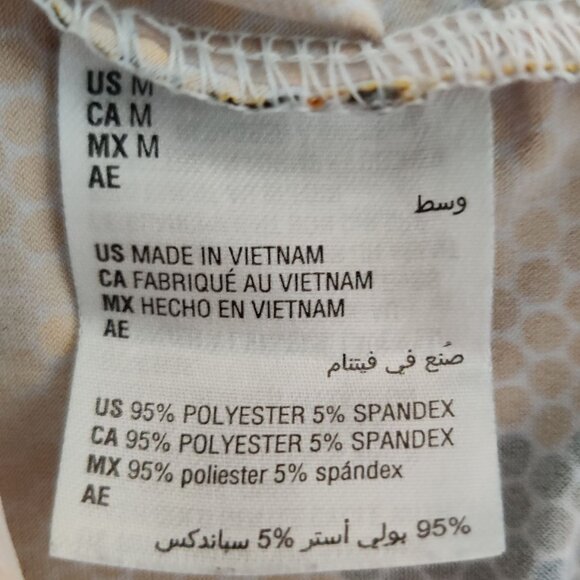 US M
CA M
MX M
AE
وسط
US MADE IN VIETNAM
CA FABRIQUÉ AU VIETNAM
MX HECHO EN VIETNAM
AE
صُنع في فيتنام
US 95% POLYESTER 5% SPANDEX
CA 95% POLYESTER 5% SPANDEX
MX 95% poliester 5% spándex
AE
95% بولي أستر 5% سباندكس